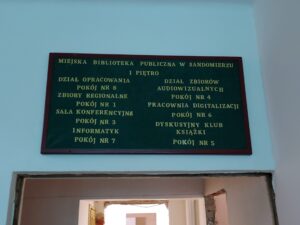 MIEJSKA BIBLIOTEKA PUBLICZNA W SANDOMIERZU
I PIĘTRO
DZIAŁ OPRACOWANIA
POKÓJ NR 8
ZBIORY REGIONALNE
POKÓJ NR 1
SALA KONFERENCYJNA
POKÓJ NR 3
INFORMATYK
POKÓJ NR 7
DZIAŁ ZBIORÓW
AUDIOWIZUALNYCH
POKÓJ NR 4
PRACOWNIA DIGITALIZACJI
POKÓJ NR 6
DYSKUSYJNY KLUB
KSIĄŻKI
POKÓJ NR 5